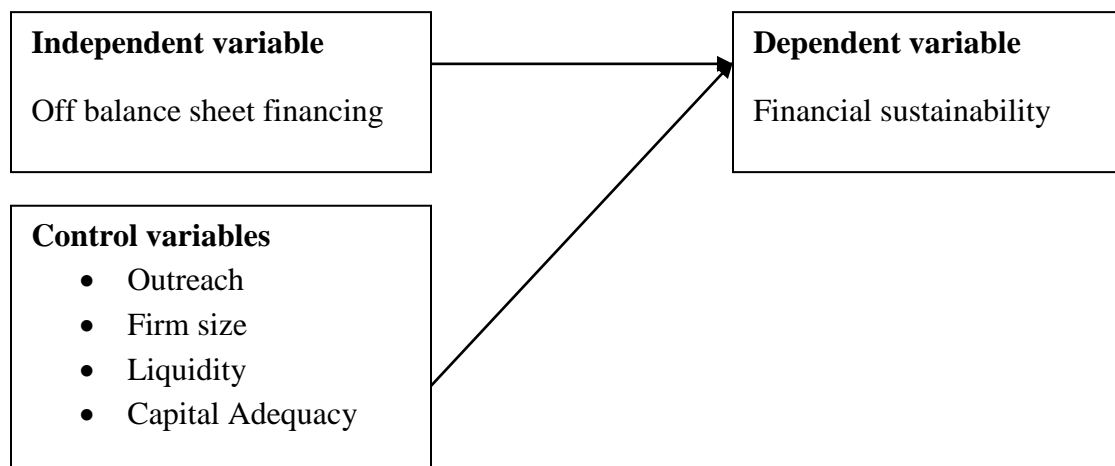 Independent variable
Off balance sheet financing
Dependent variable
Financial sustainability
Control variables
• Outreach
• Firm size
• Liquidity
• Capital Adequacy